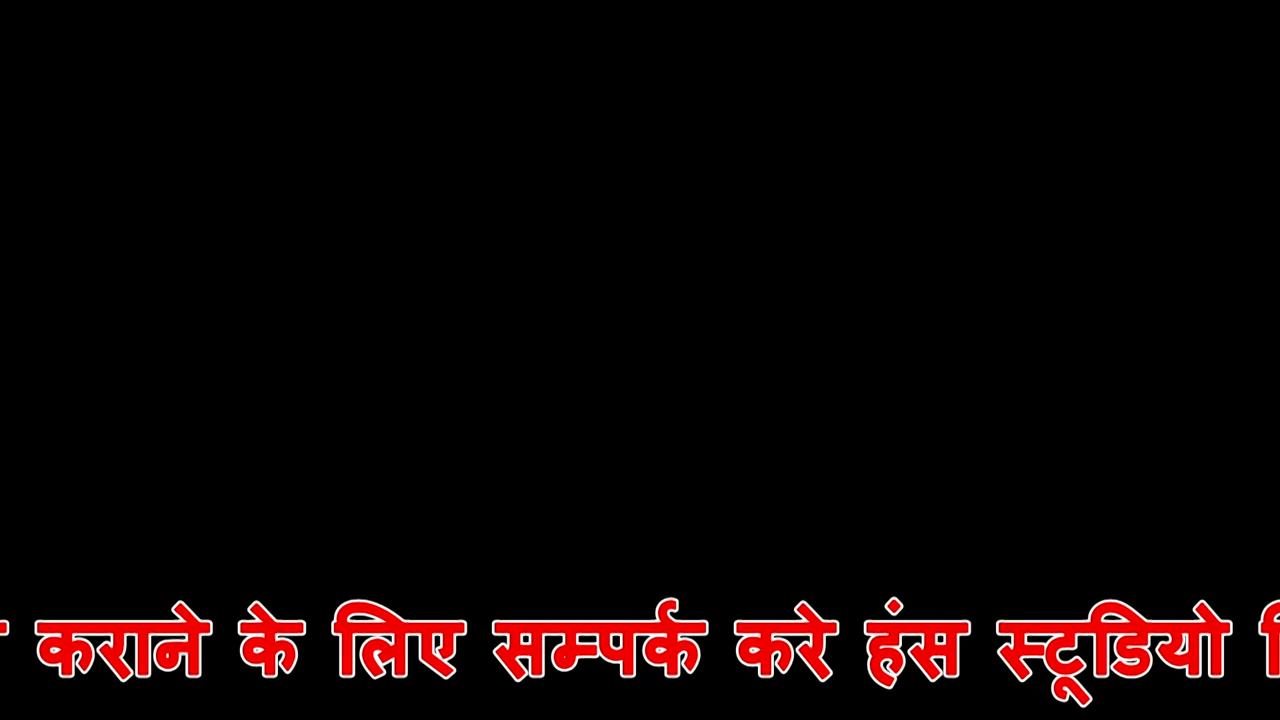 कराने के लिए सम्पर्क करे हंस स्टूडियो